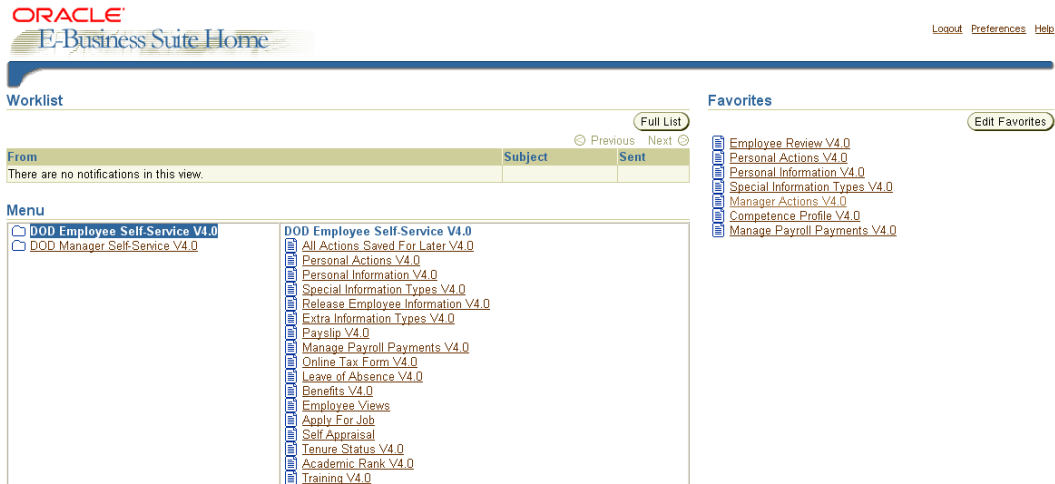 ORACLE
E-Business Suite Home
Logout Preferences Help
Worklist
Full List
Previous Next
From Subject Sent
There are no notifications in this view.
Menu
DOD Employee Self-Service V4.0
DOD Manager Self-Service V4.0
DOD Employee Self-Service V4.0
All Actions Saved For Later V4.0
Personal Actions V4.0
Personal Information V4.0
Special Information Types V4.0
Release Employee Information V4.0
Extra Information Types V4.0
Payslip V4.0
Manage Payroll Payments V4.0
Online Tax Form V4.0
Leave of Absence V4.0
Benefits V4.0
Employee Views
Apply For Job
Self Appraisal
Tenure Status V4.0
Academic Rank V4.0
Training V4.0
Favorites
Edit Favorites
Employee Review V4.0
Personal Actions V4.0
Personal Information V4.0
Special Information Types V4.0
Manager Actions V4.0
Competence Profile V4.0
Manage Payroll Payments V4.0